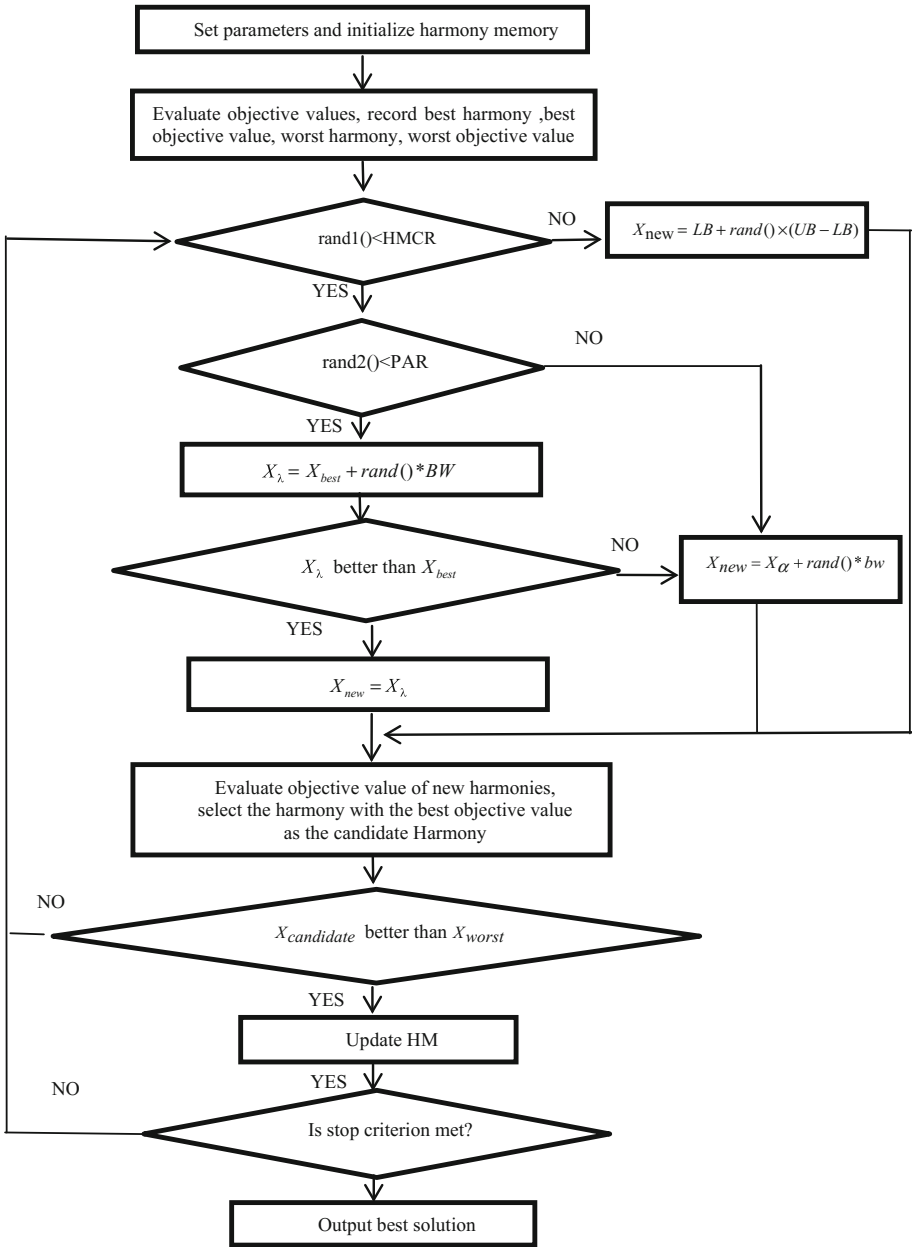 Set parameters and initialize harmony memory
Evaluate objective values, record best harmony ,best
objective value, worst harmony, worst objective value
rand1()<HMCR
NO
X_new = LB + rand() × (UB − LB)
YES
rand2()<PAR
NO
YES
X_λ = X_best + rand() * BW
X_λ better than X_best
NO
X_new = X_α + rand() * bw
YES
X_new = X_λ
Evaluate objective value of new harmonies,
select the harmony with the best objective value
as the candidate Harmony
NO
X_candidate better than X_worst
YES
Update HM
YES
NO
Is stop criterion met?
Output best solution